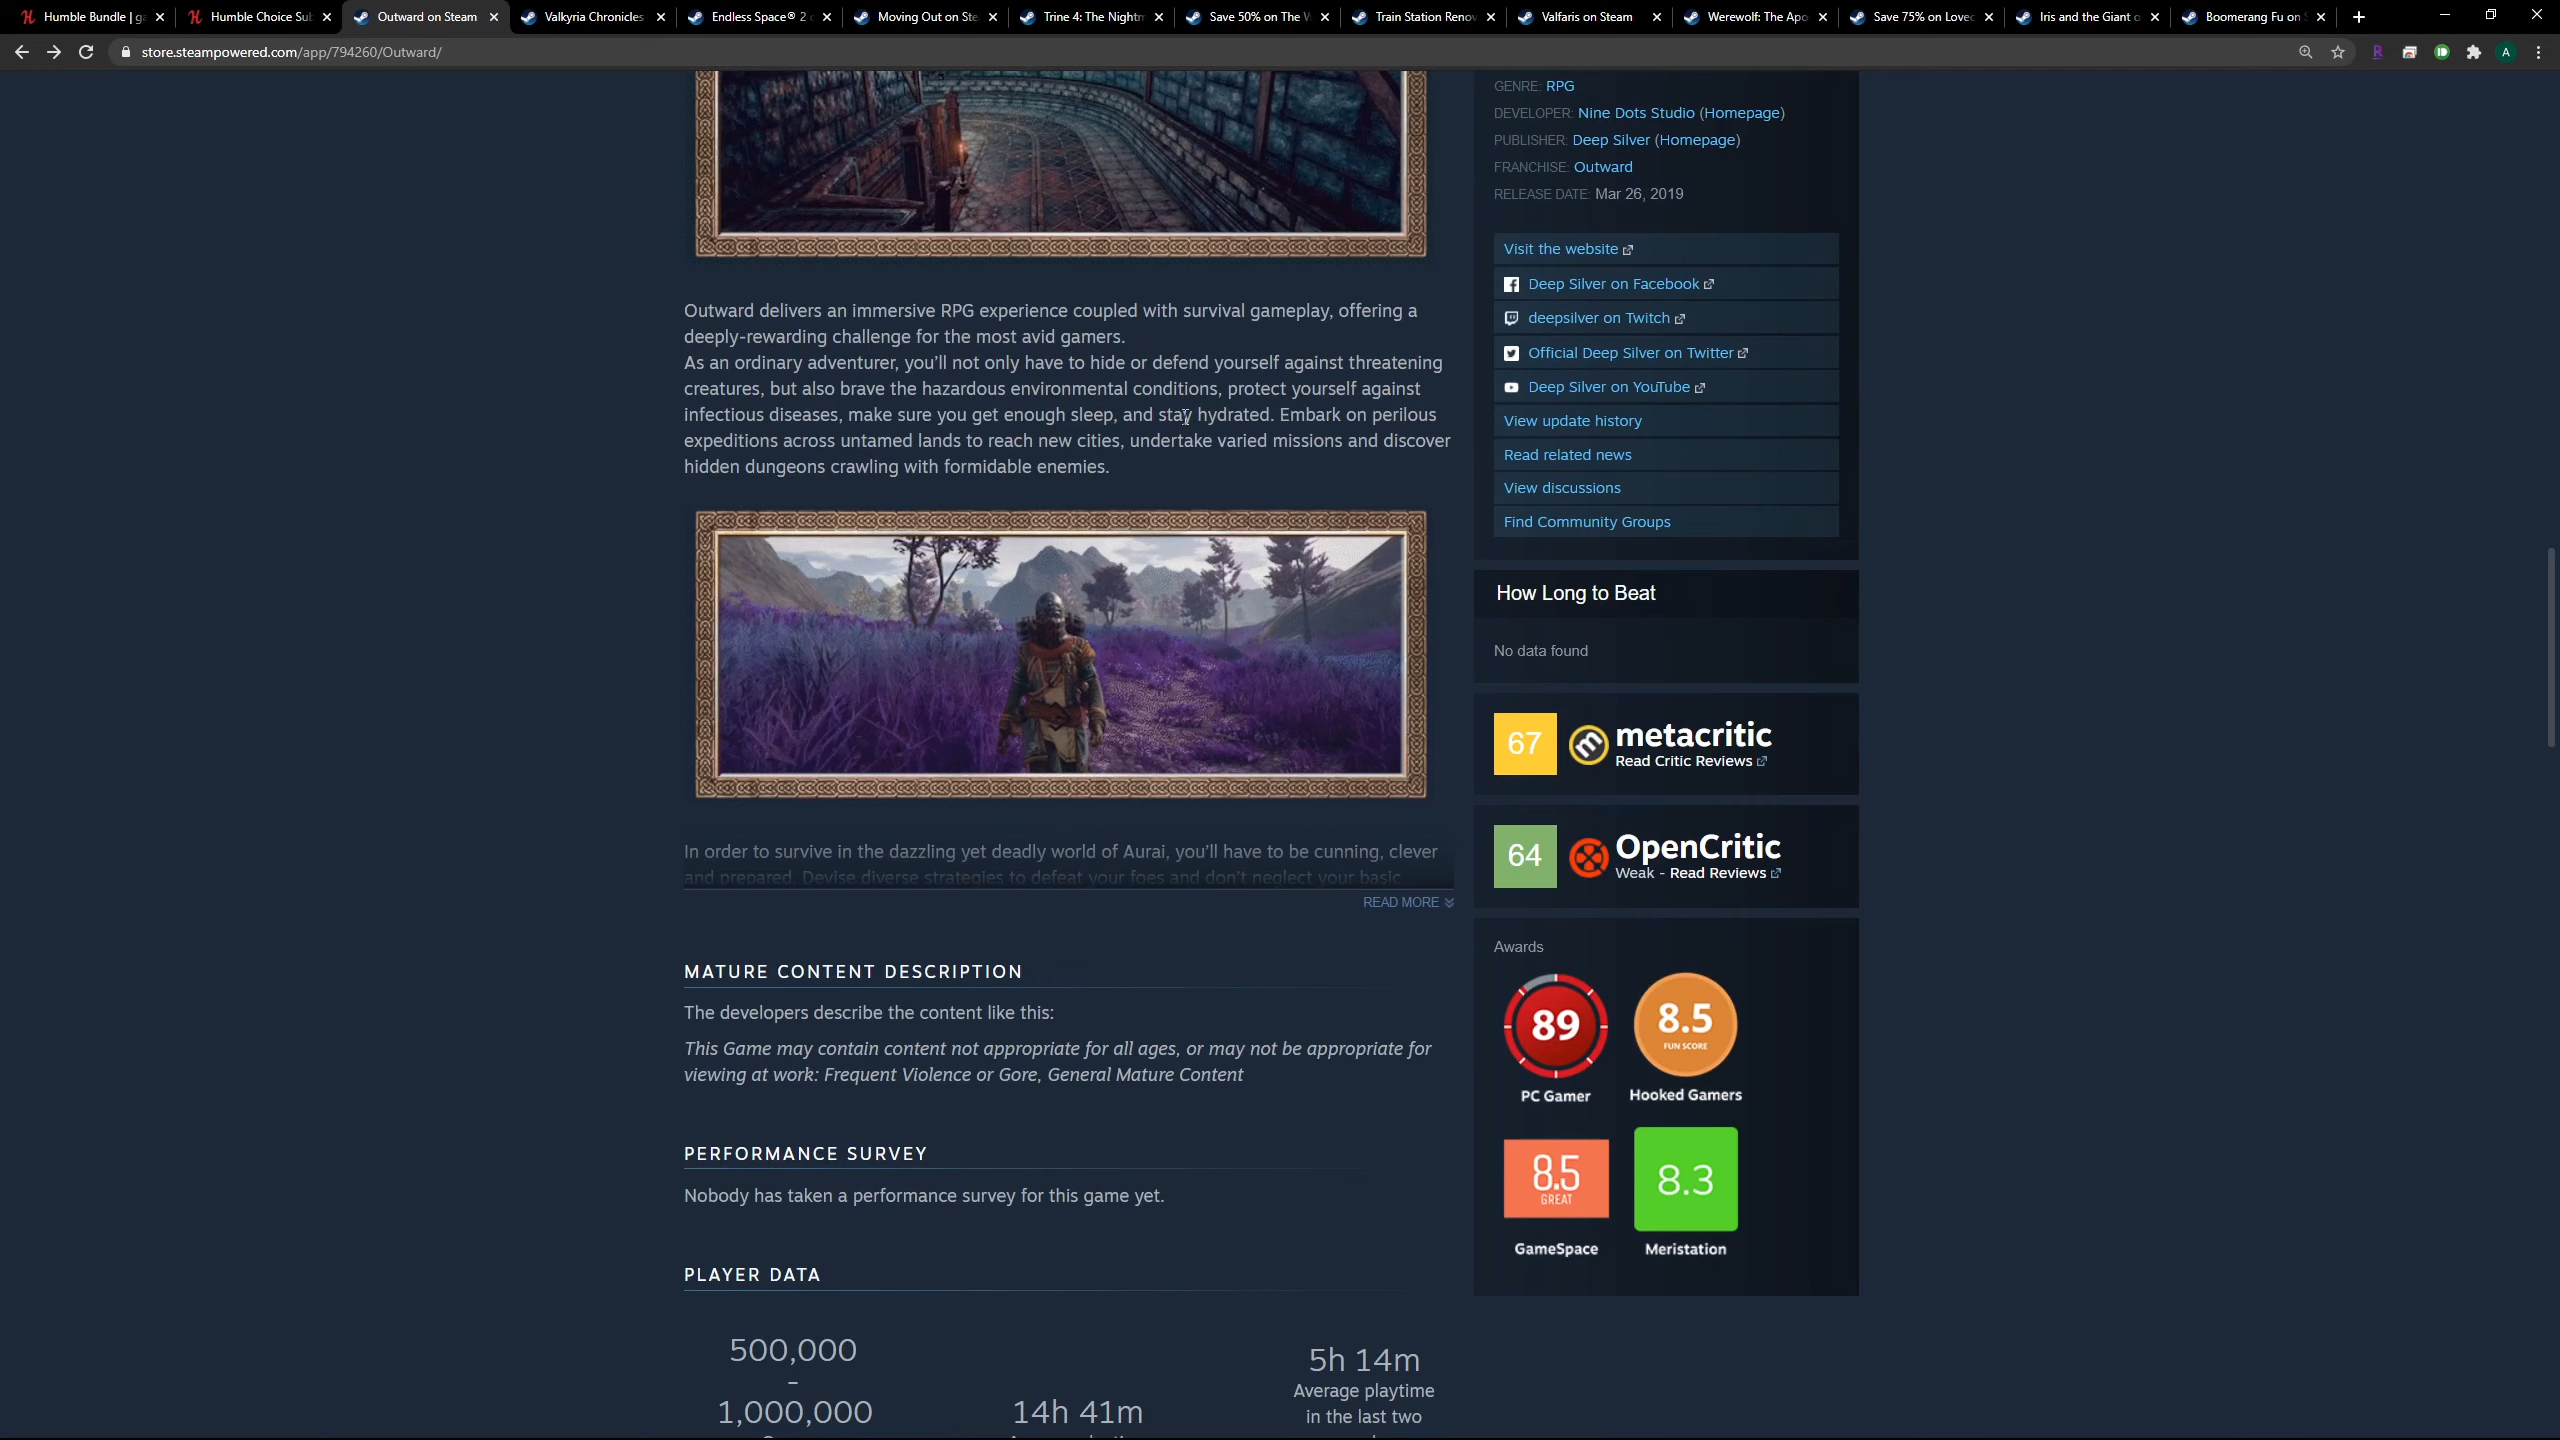 Humble Bundle | ga
Humble Choice Sub
Outward on Steam
Valkyria Chronicles
Endless Space® 2 o
Moving Out on Ste
Trine 4: The Nightm
Save 50% on The W
Train Station Renov
Valfaris on Steam
Werewolf: The Apo
Save 75% on Lovec
Iris and the Giant o
Boomerang Fu on S
store.steampowered.com/app/794260/Outward/
A
Outward delivers an immersive RPG experience coupled with survival gameplay, offering a
deeply-rewarding challenge for the most avid gamers.
As an ordinary adventurer, you’ll not only have to hide or defend yourself against threatening
creatures, but also brave the hazardous environmental conditions, protect yourself against
infectious diseases, make sure you get enough sleep, and stay hydrated. Embark on perilous
expeditions across untamed lands to reach new cities, undertake varied missions and discover
hidden dungeons crawling with formidable enemies.
In order to survive in the dazzling yet deadly world of Aurai, you’ll have to be cunning, clever
and prepared. Devise diverse strategies to defeat your foes and don’t neglect your basic
READ MORE
MATURE CONTENT DESCRIPTION
The developers describe the content like this:
This Game may contain content not appropriate for all ages, or may not be appropriate for
viewing at work: Frequent Violence or Gore, General Mature Content
PERFORMANCE SURVEY
Nobody has taken a performance survey for this game yet.
PLAYER DATA
500,000
-
1,000,000
14h 41m
5h 14m
Average playtime
in the last two
GENRE: RPG
DEVELOPER: Nine Dots Studio (Homepage)
PUBLISHER: Deep Silver (Homepage)
FRANCHISE: Outward
RELEASE DATE: Mar 26, 2019
Visit the website
Deep Silver on Facebook
deepsilver on Twitch
Official Deep Silver on Twitter
Deep Silver on YouTube
View update history
Read related news
View discussions
Find Community Groups
How Long to Beat
No data found
67
metacritic
Read Critic Reviews
64
OpenCritic
Weak - Read Reviews
Awards
89
PC Gamer
8.5
FUN SCORE
Hooked Gamers
8.5
GREAT
GameSpace
8.3
Meristation